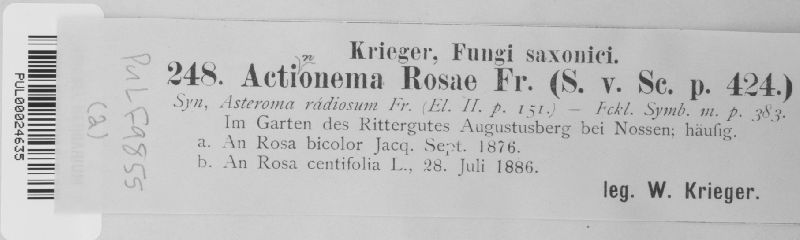 Krieger, Fungi saxonici.
248. Actionema Rosae Fr. (S. v. Sc. p. 424.)
n
Syn, Asteroma rádiosum Fr. (El. II. p. 151.) — Fckl. Symb. m. p. 383.
Im Garten des Rittergutes Augustusberg bei Nossen; häufig.
a. An Rosa bicolor Jacq. Sept. 1876.
b. An Rosa centifolia L., 28. Juli 1886.
leg. W. Krieger.
PUL F9855
(a)
PUL00024635